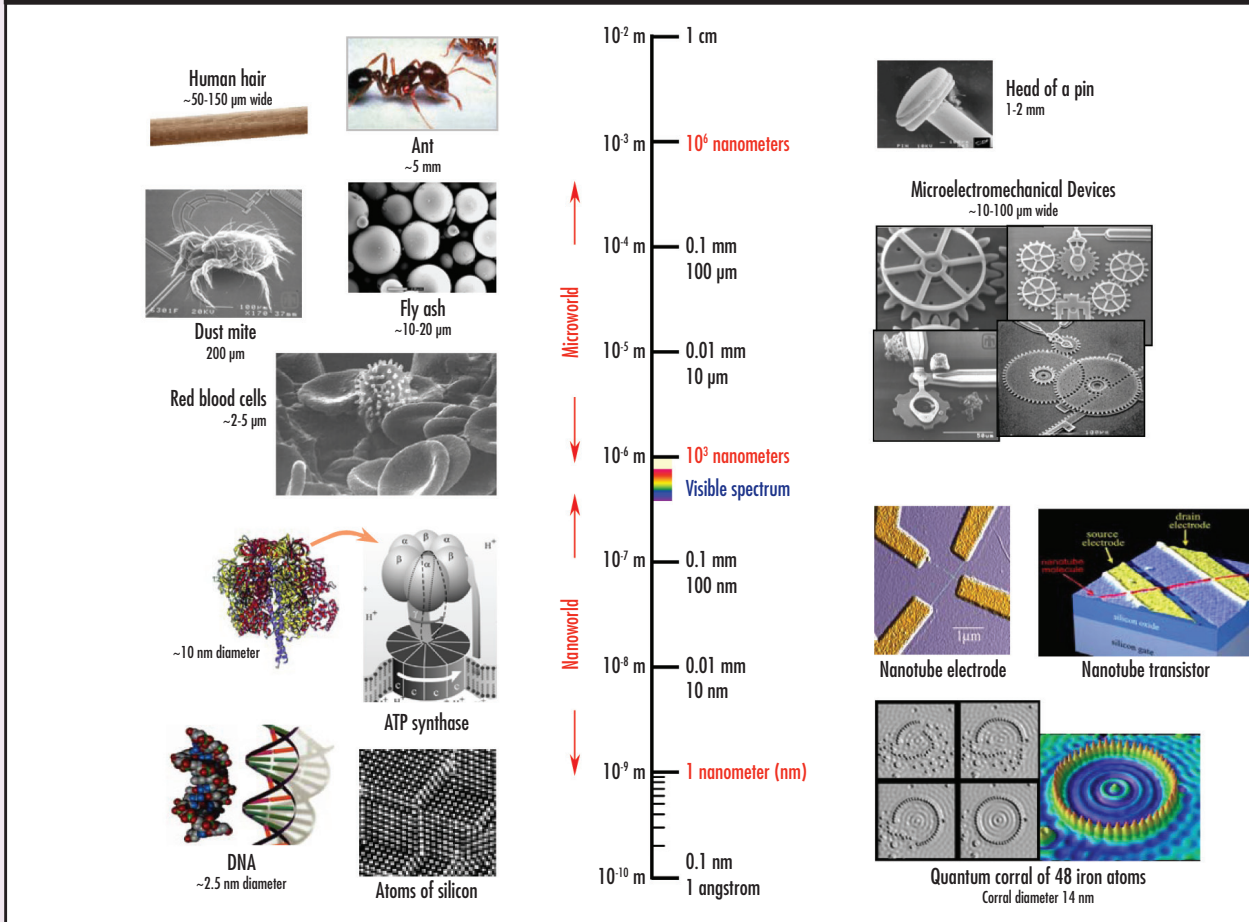 Human hair
~50-150 µm wide
Ant
~5 mm
Dust mite
200 µm
Fly ash
~10-20 µm
Red blood cells
~2-5 µm
~10 nm diameter
α
β
α
β
α
β
H+
H+
c
c
c
c
H+
ATP synthase
DNA
~2.5 nm diameter
Atoms of silicon
Microworld
Nanoworld
10-2 m
1 cm
10-3 m
10⁶ nanometers
10-4 m
0.1 mm
100 µm
10-5 m
0.01 mm
10 µm
10-6 m
10³ nanometers
Visible spectrum
10-7 m
0.1 mm
100 nm
10-8 m
0.01 mm
10 nm
10-9 m
1 nanometer (nm)
10-10 m
0.1 nm
1 angstrom
Head of a pin
1-2 mm
Microelectromechanical Devices
~10-100 µm wide
1µm
Nanotube electrode
drain
electrode
source
electrode
nanotube
molecule
silicon oxide
silicon gate
Nanotube transistor
Quantum corral of 48 iron atoms
Corral diameter 14 nm